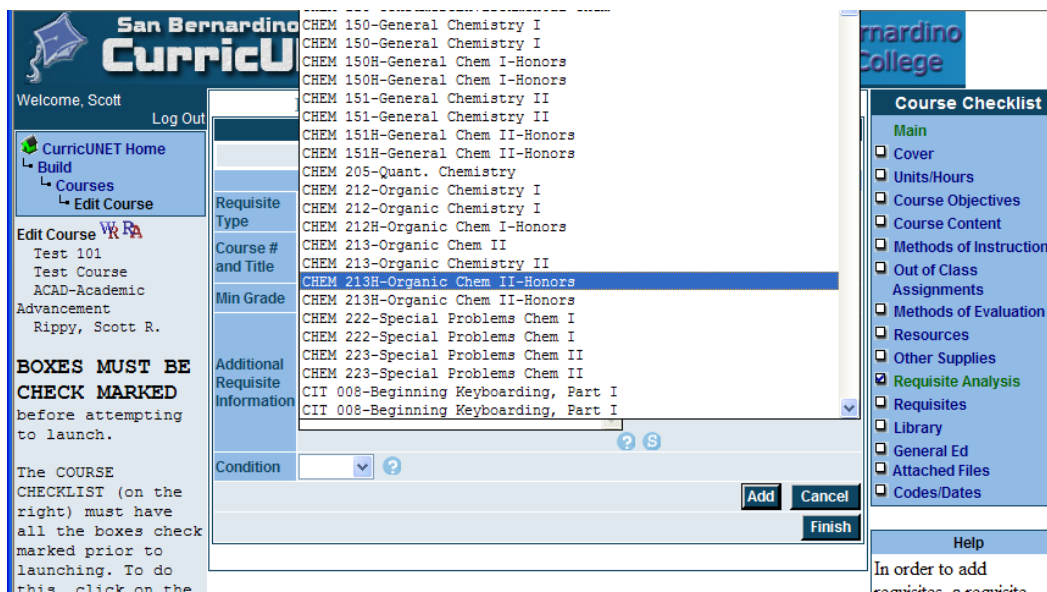 San Bernardino
CurricU
rnardino
College
Welcome, Scott
Log Out
CurricUNET Home
Build
Courses
Edit Course
Edit Course WR RA
Test 101
Test Course
ACAD-Academic
Advancement
Rippy, Scott R.
BOXES MUST BE
CHECK MARKED
before attempting
to launch.
The COURSE
CHECKLIST (on the
right) must have
all the boxes check
marked prior to
launching. To do
this, click on the
Requisite
Type
Course #
and Title
Min Grade
Additional
Requisite
Information
Condition
CHEM 150-General Chemistry I
CHEM 150-General Chemistry I
CHEM 150H-General Chem I-Honors
CHEM 150H-General Chem I-Honors
CHEM 151-General Chemistry II
CHEM 151-General Chemistry II
CHEM 151H-General Chem II-Honors
CHEM 151H-General Chem II-Honors
CHEM 205-Quant. Chemistry
CHEM 212-Organic Chemistry I
CHEM 212-Organic Chemistry I
CHEM 212H-Organic Chem I-Honors
CHEM 213-Organic Chem II
CHEM 213-Organic Chemistry II
CHEM 213H-Organic Chem II-Honors
CHEM 213H-Organic Chem II-Honors
CHEM 222-Special Problems Chem I
CHEM 222-Special Problems Chem I
CHEM 223-Special Problems Chem II
CHEM 223-Special Problems Chem II
CIT 008-Beginning Keyboarding, Part I
CIT 008-Beginning Keyboarding, Part I
? S
?
Add Cancel
Finish
Course Checklist
Main
Cover
Units/Hours
Course Objectives
Course Content
Methods of Instruction
Out of Class
Assignments
Methods of Evaluation
Resources
Other Supplies
Requisite Analysis
Requisites
Library
General Ed
Attached Files
Codes/Dates
Help
In order to add
requisites, a requisite